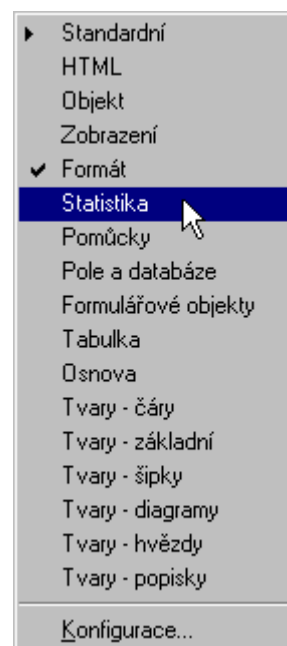 Standardní
HTML
Objekt
Zobrazení
Formát
Statistika
Pomůcky
Pole a databáze
Formulářové objekty
Tabulka
Osnova
Tvary - čáry
Tvary - základní
Tvary - šipky
Tvary - diagramy
Tvary - hvězdy
Tvary - popisky
Konfigurace...